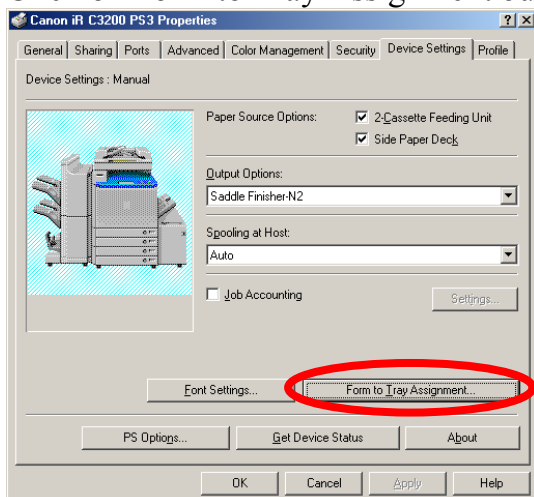 Canon iR C3200 PS3 Properties
General Sharing Ports Advanced Color Management Security Device Settings Profile
Device Settings : Manual
Paper Source Options: 2-Cassette Feeding Unit
Side Paper Deck
Output Options:
Saddle Finisher-N2
Spooling at Host:
Auto
Job Accounting Settings...
Font Settings... Form to Tray Assignment...
PS Options... Get Device Status About
OK Cancel Apply Help